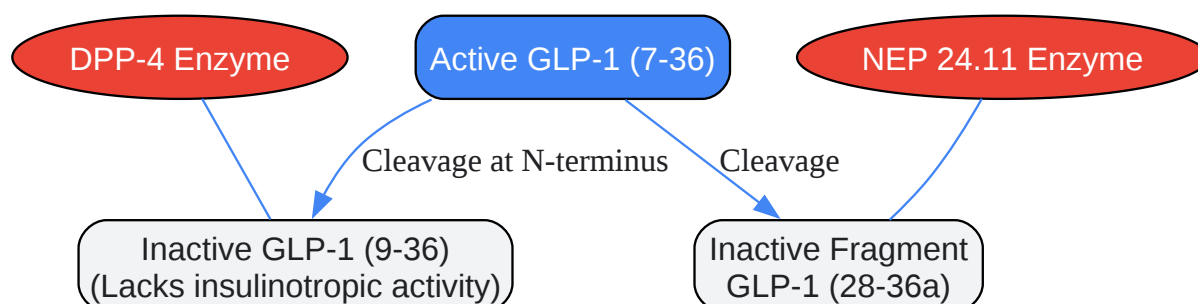 DPP-4 Enzyme
Active GLP-1 (7-36)
NEP 24.11 Enzyme
Cleavage at N-terminus
Cleavage
Inactive GLP-1 (9-36)
(Lacks insulinotropic activity)
Inactive Fragment
GLP-1 (28-36a)